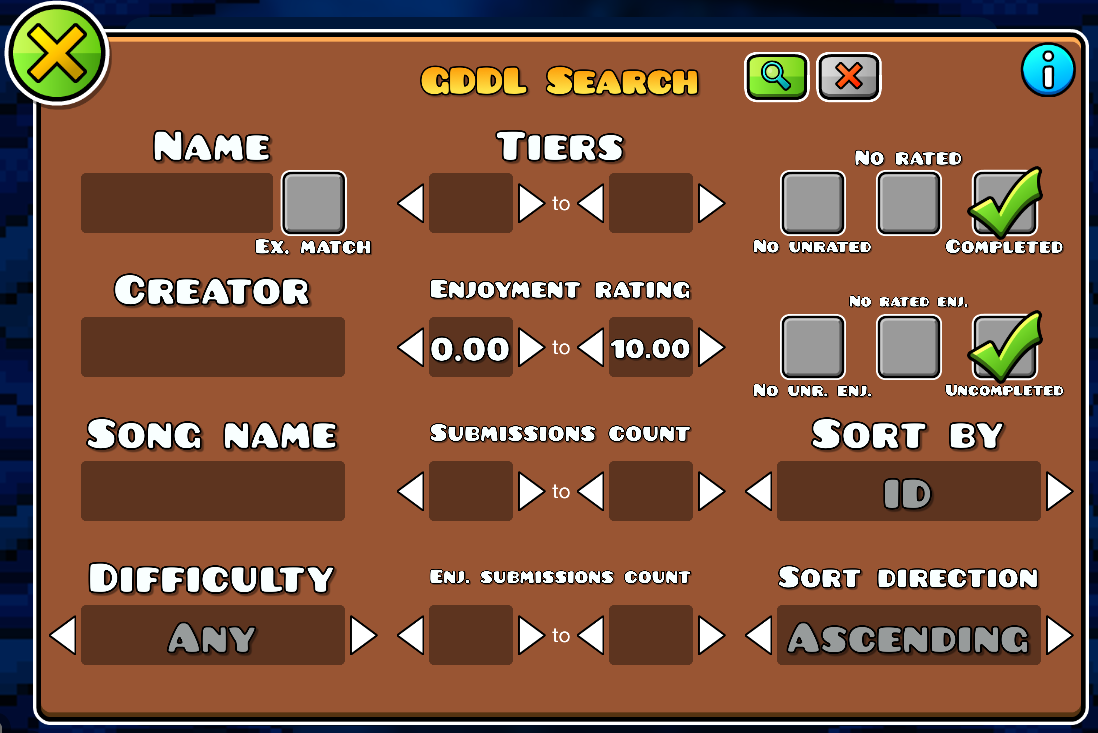 GDDL Search
Name
Ex. match
Creator
Song name
Difficulty
Any
Tiers
to
Enjoyment rating
0.00 to 10.00
Submissions count
to
Enj. submissions count
to
No rated
No unrated
Completed
No rated enj.
No unr. enj.
Uncompleted
Sort by
ID
Sort direction
Ascending